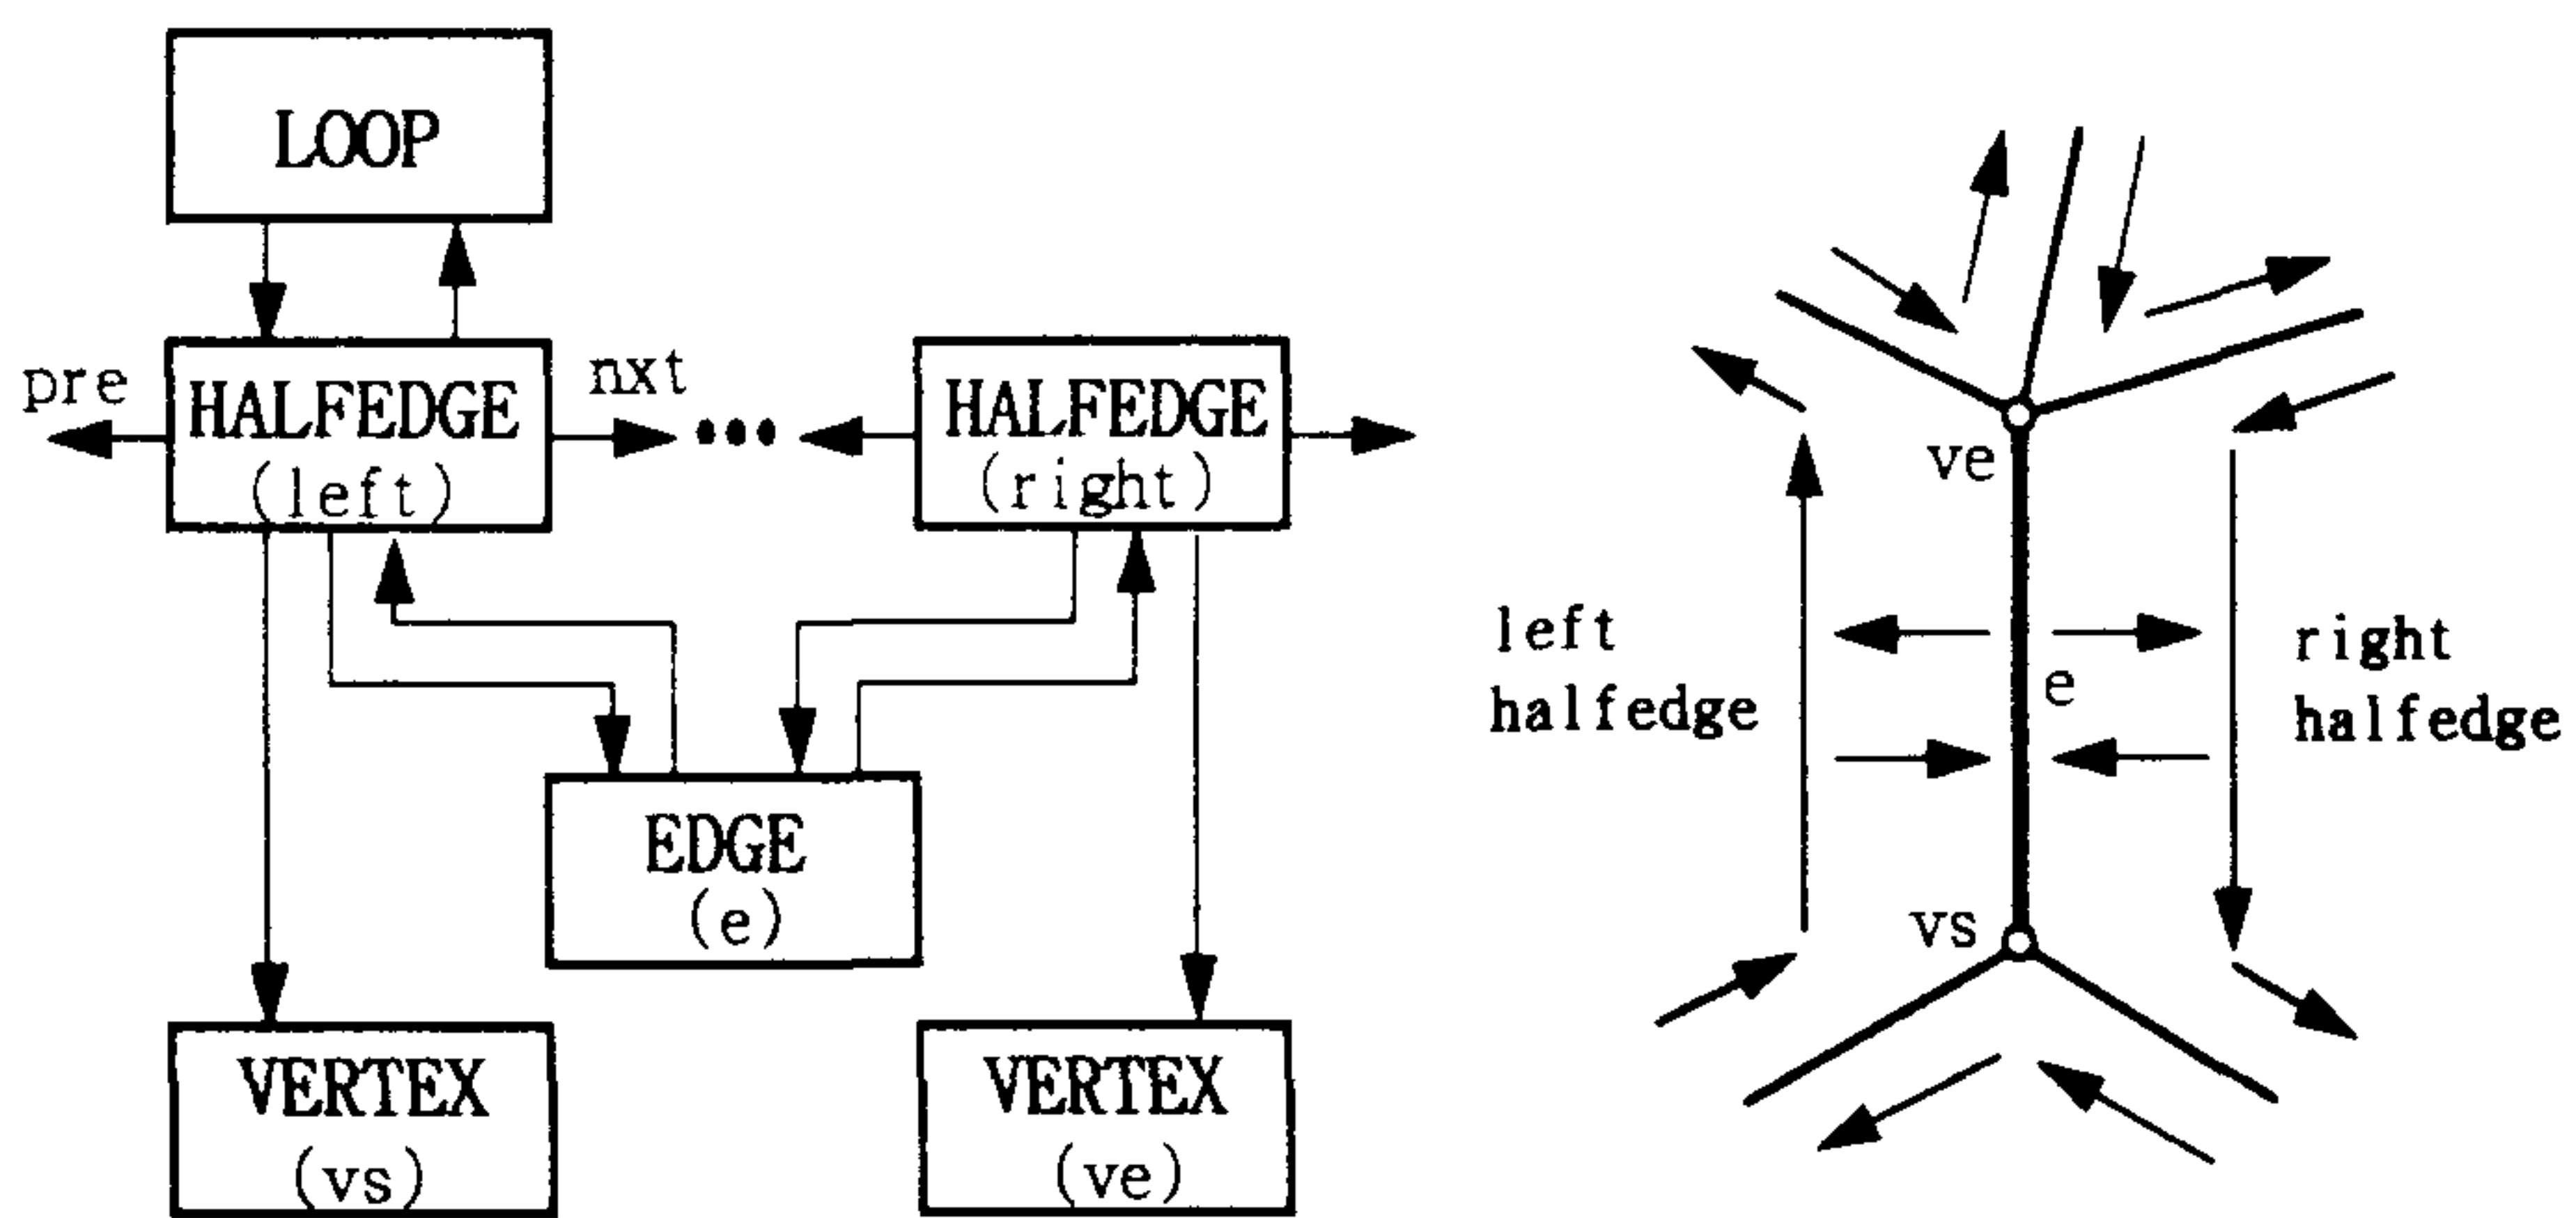 LOOP
pre
HALFEDGE
(left)
nxt
HALFEDGE
(right)
EDGE
(e)
VERTEX
(vs)
VERTEX
(ve)
ve
left
halfedge
e
right
halfedge
vs